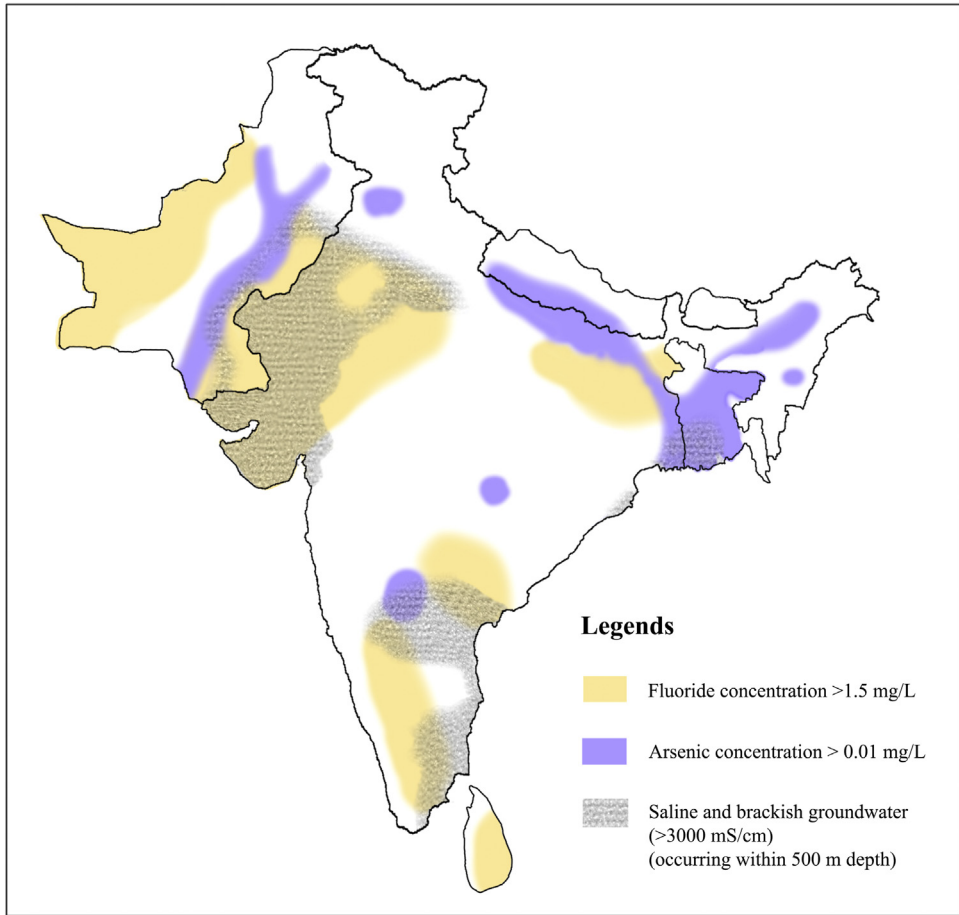 Legends
Fluoride concentration >1.5 mg/L
Arsenic concentration > 0.01 mg/L
Saline and brackish groundwater
(>3000 mS/cm)
(occurring within 500 m depth)